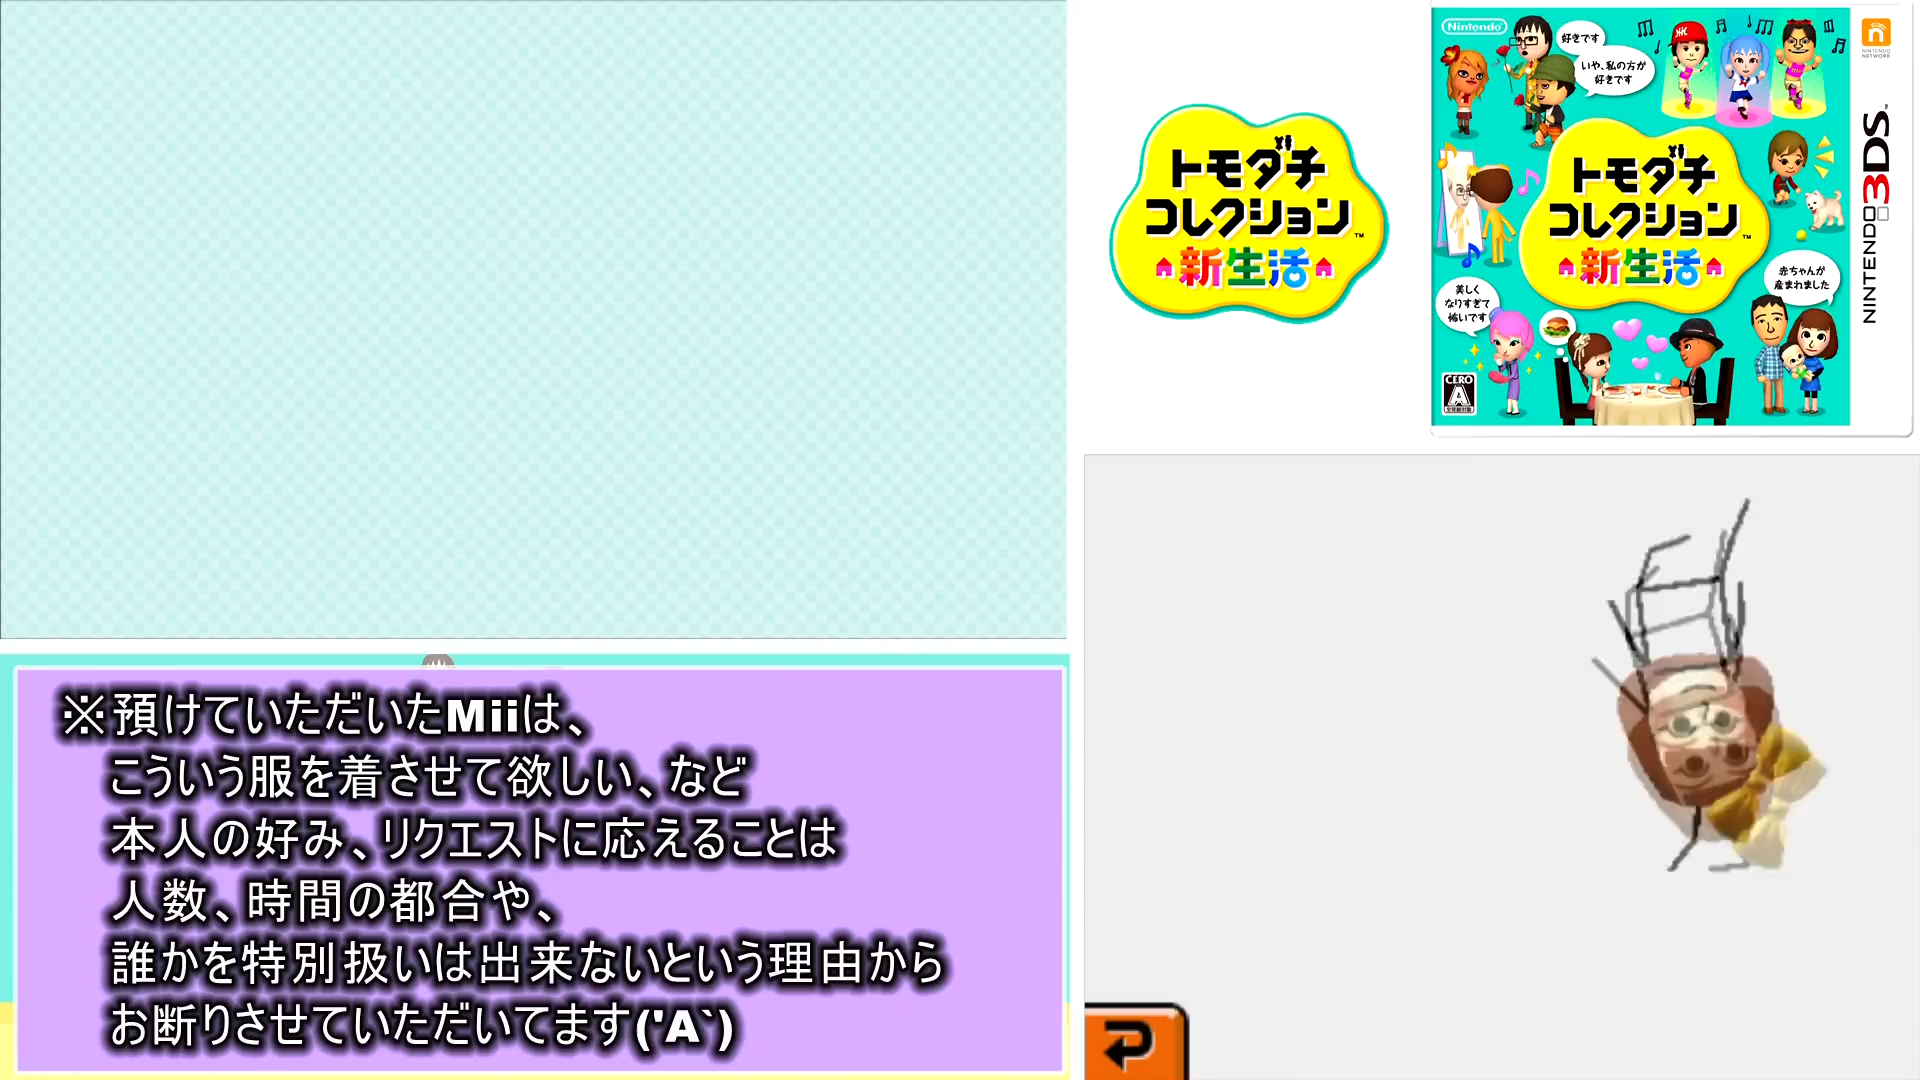 トモダチ
コレクション™
新生活
Nintendo
好きです
いや、私の方が
好きです
NINTENDO
NETWORK
トモダチ
コレクション™
新生活
美しく
なりすぎて
怖いです
赤ちゃんが
産まれました
CERO
A
NINTENDO3DS™
※預けていただいたMiiは、
こういう服を着させて欲しい、など
本人の好み、リクエストに応えることは
人数、時間の都合や、
誰かを特別扱いは出来ないという理由から
お断りさせていただいてます('A`)